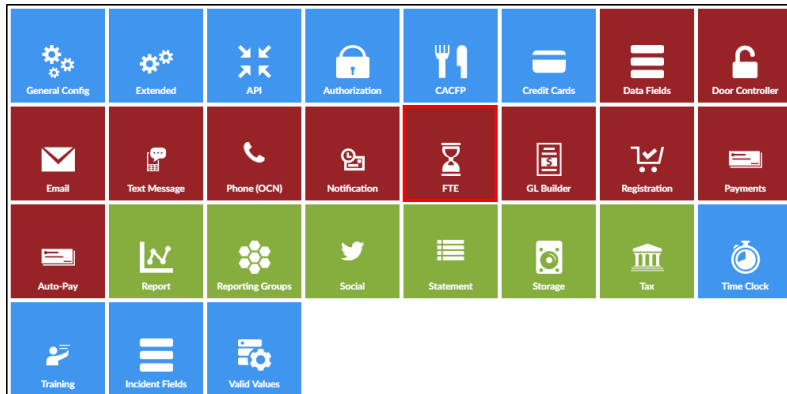 General Config
Extended
API
Authorization
CACFP
Credit Cards
Data Fields
Door Controller
Email
Text Message
Phone (OCN)
Notification
FTE
$
GL Builder
Registration
Payments
Auto-Pay
Report
Reporting Groups
Social
Statement
Storage
Tax
Time Clock
Training
Incident Fields
Valid Values